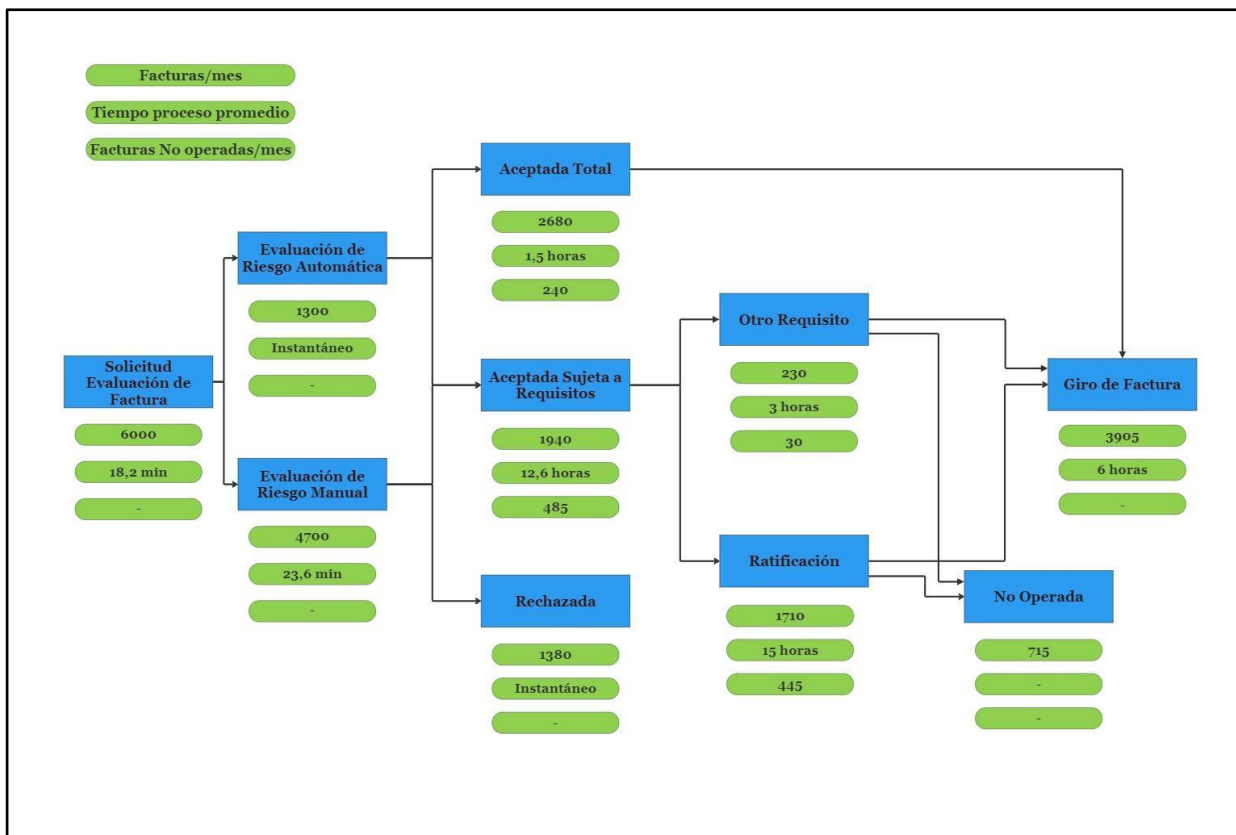 Facturas/mes
Tiempo proceso promedio
Facturas No operadas/mes
Solicitud
Evaluación de
Factura
6000
18,2 min
-
Evaluación de
Riesgo Automática
1300
Instantáneo
-
Evaluación de
Riesgo Manual
4700
23,6 min
-
Aceptada Total
2680
1,5 horas
240
Aceptada Sujeta a
Requisitos
1940
12,6 horas
485
Rechazada
1380
Instantáneo
-
Otro Requisito
230
3 horas
30
Ratificación
1710
15 horas
445
Giro de Factura
3905
6 horas
-
No Operada
715
-
-